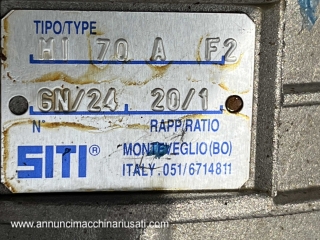 TIPO/TYPE
MI 70 A F2
GN/24 20/1
N° RAPP/RATIO
SITI® MONTEVEGLIO (BO)
ITALY.051/6714811
www.annuncimacchinariusati.com